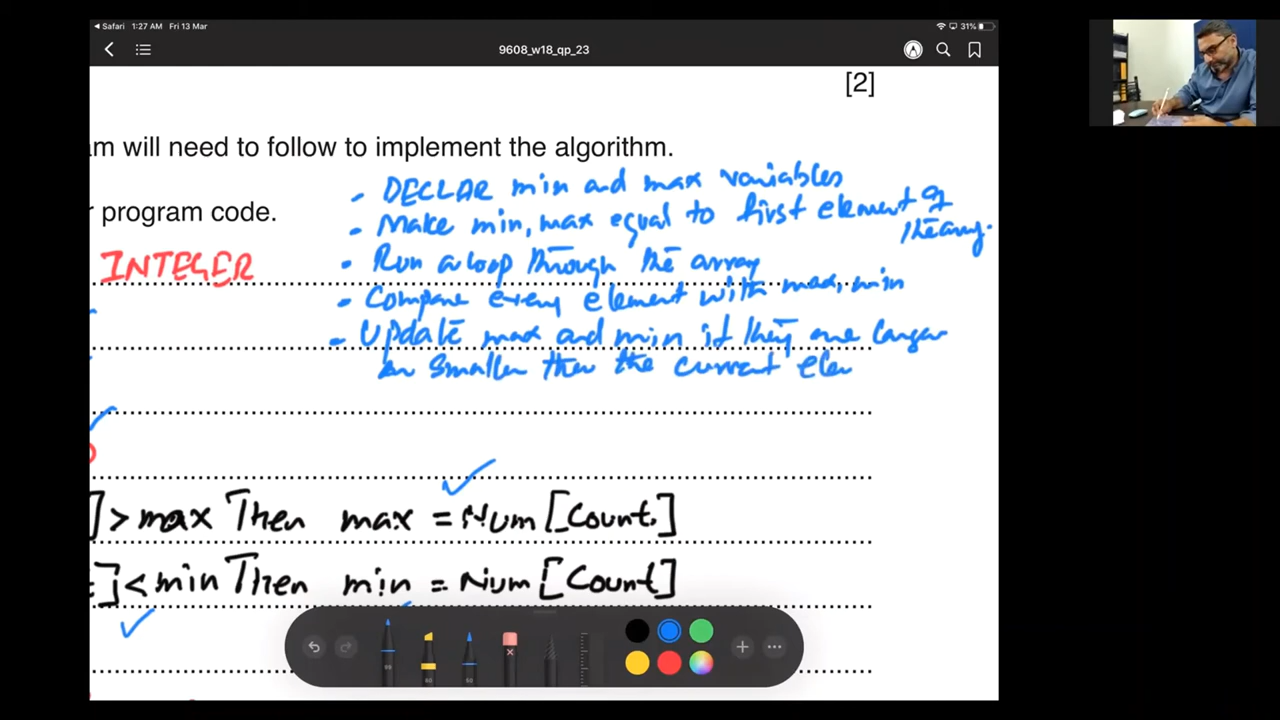 Safari 1:27 AM Fri 13 Mar
31%
9608_w18_qp_23
[2]
am will need to follow to implement the algorithm.
• DECLAR min and max variables
r program code.
• Make min, max equal to first element of
the array.
INTEGER
• Run a loop through the array
• Compare every element with max, min
• Update max and min if they are larger
or smaller then the current elem
] > max Then max = Num [Count.]
t] < min Then min = Num [Count]